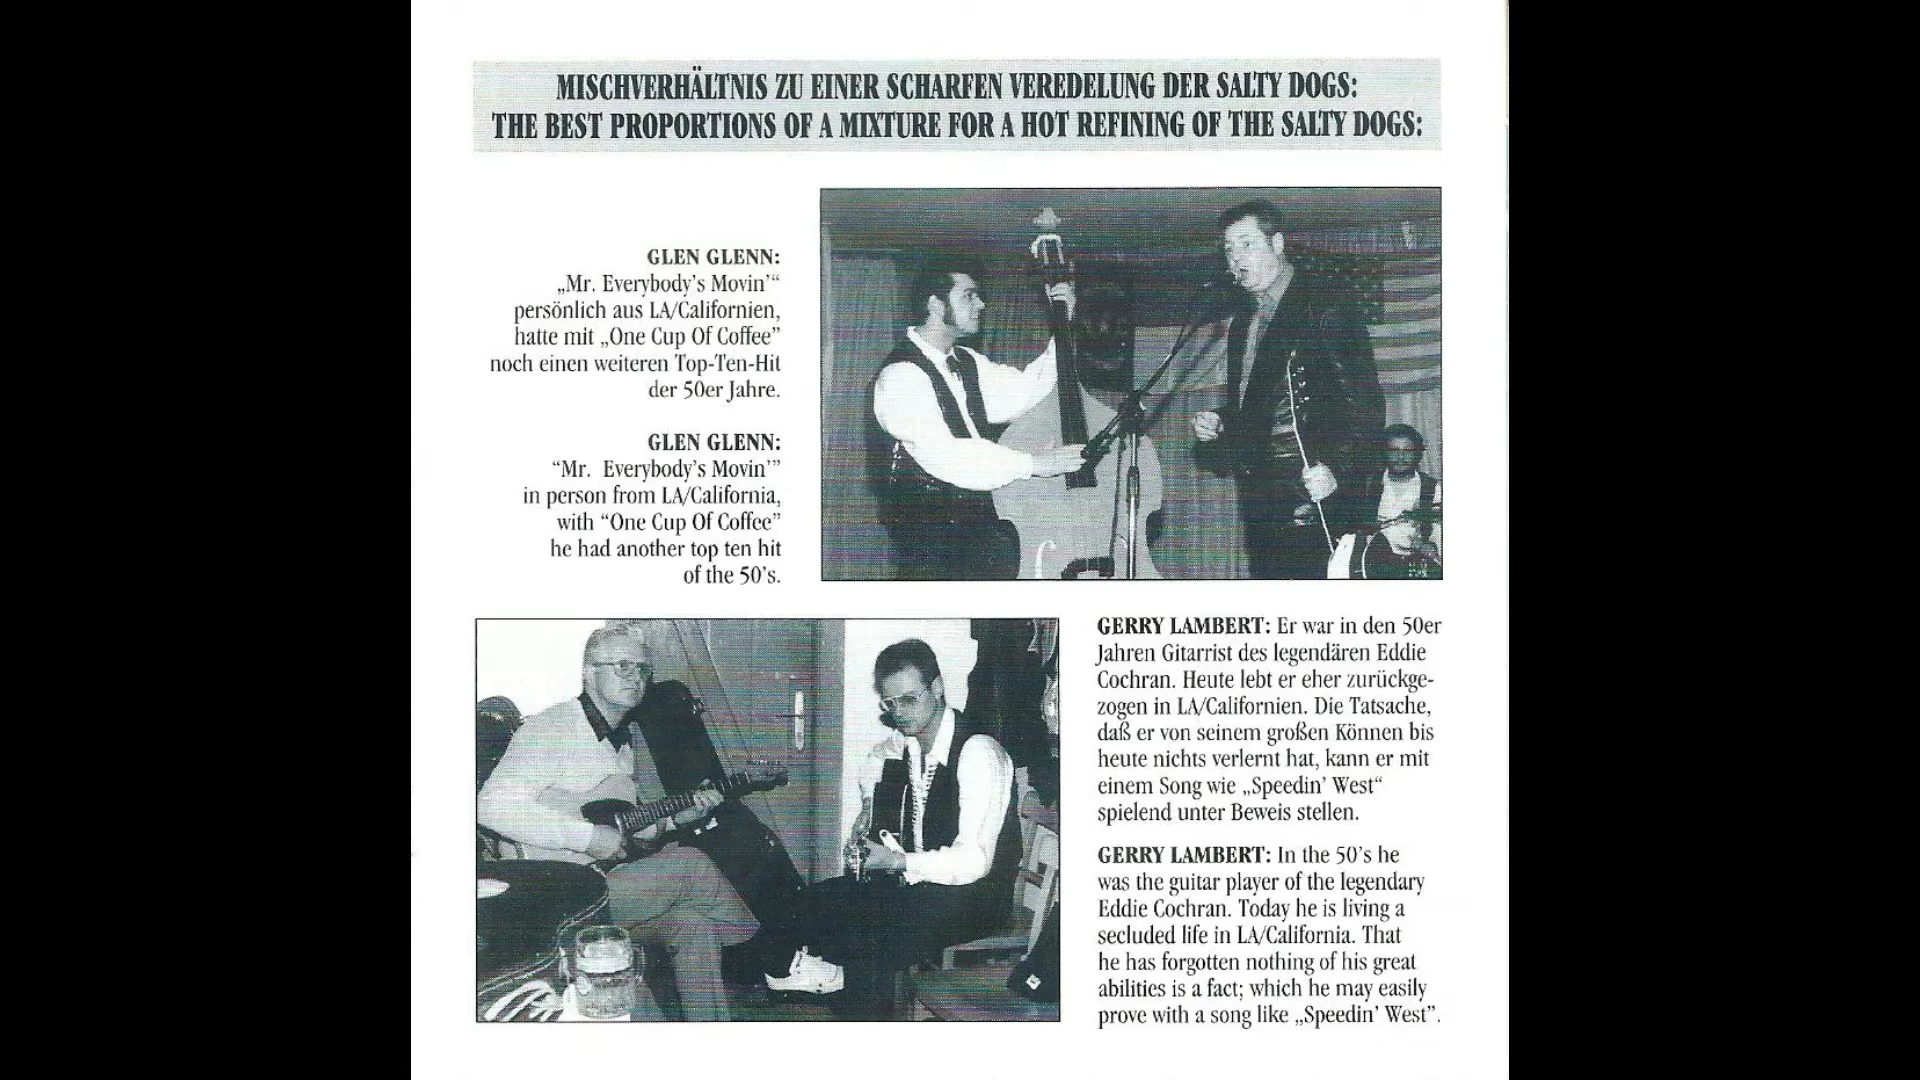 MISCHVERHÄLTNIS ZU EINER SCHARFEN VEREDELUNG DER SALTY DOGS:
THE BEST PROPORTIONS OF A MIXTURE FOR A HOT REFINING OF THE SALTY DOGS:
GLEN GLENN:
„Mr. Everybody's Movin'“
persönlich aus LA/Californien,
hatte mit „One Cup Of Coffee”
noch einen weiteren Top-Ten-Hit
der 50er Jahre.
GLEN GLENN:
“Mr. Everybody's Movin'”
in person from LA/California,
with “One Cup Of Coffee”
he had another top ten hit
of the 50's.
GERRY LAMBERT: Er war in den 50er
Jahren Gitarrist des legendären Eddie
Cochran. Heute lebt er eher zurückge-
zogen in LA/Californien. Die Tatsache,
daß er von seinem großen Können bis
heute nichts verlernt hat, kann er mit
einem Song wie „Speedin' West“
spielend unter Beweis stellen.
GERRY LAMBERT: In the 50's he
was the guitar player of the legendary
Eddie Cochran. Today he is living a
secluded life in LA/California. That
he has forgotten nothing of his great
abilities is a fact; which he may easily
prove with a song like „Speedin' West”.